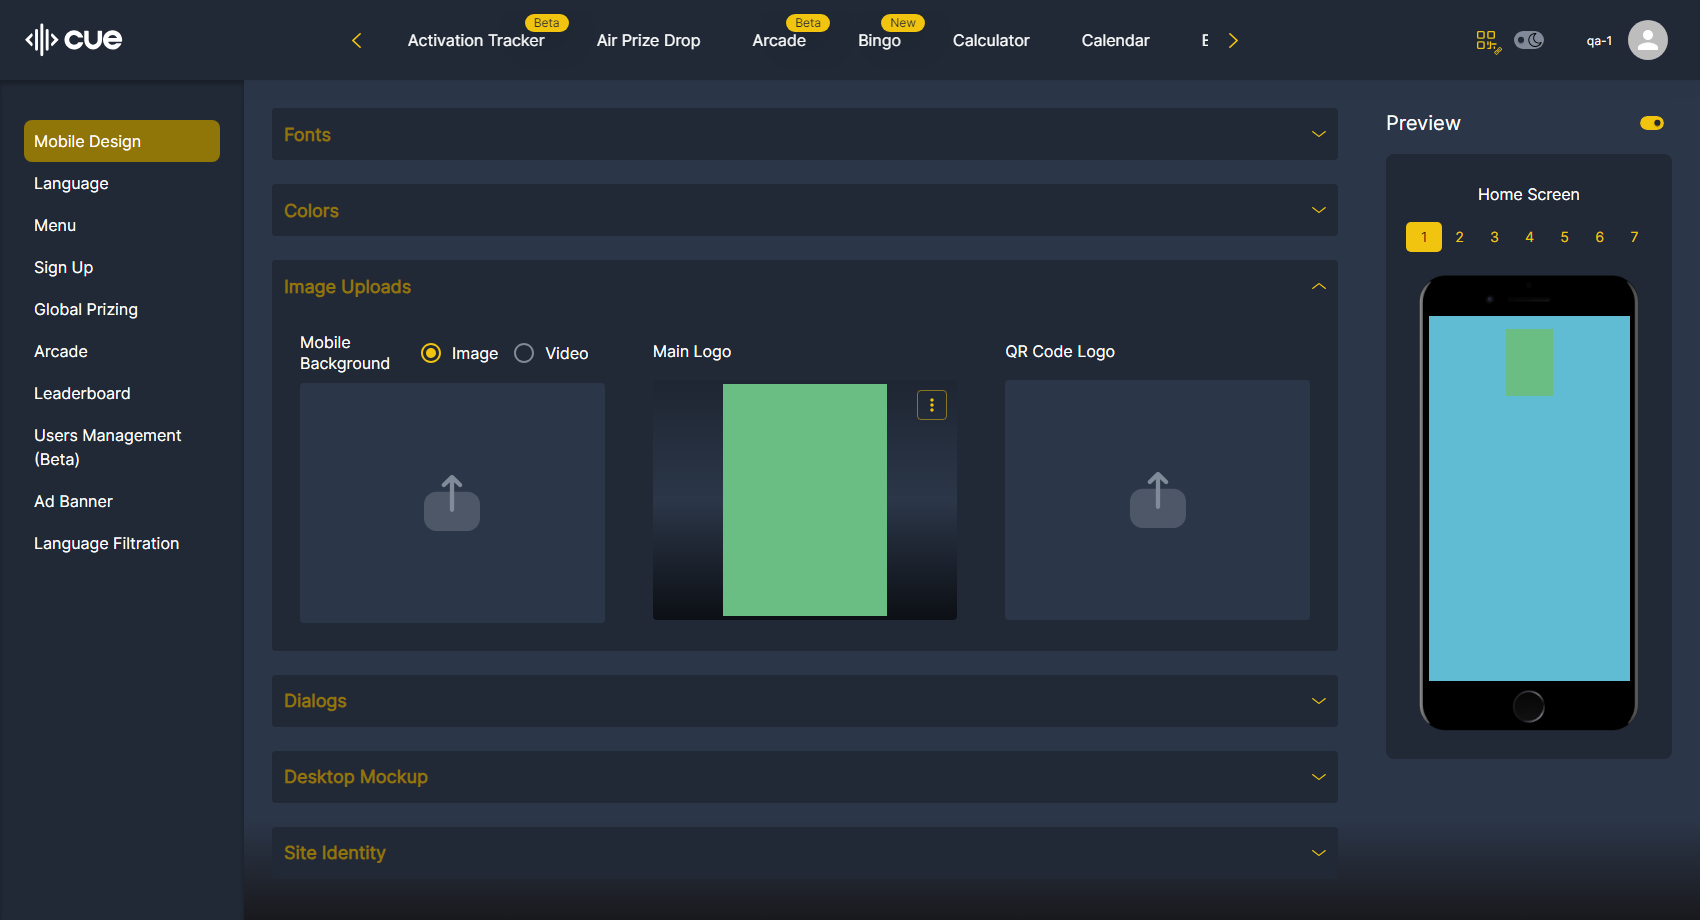 cue
Activation Tracker
Beta
Air Prize Drop
Arcade
Beta
Bingo
New
Calculator
Calendar
qa-1
Mobile Design
Language
Menu
Sign Up
Global Prizing
Arcade
Leaderboard
Users Management
(Beta)
Ad Banner
Language Filtration
Fonts
Colors
Image Uploads
Mobile
Background
Image
Video
Main Logo
QR Code Logo
Dialogs
Desktop Mockup
Site Identity
Preview
Home Screen
1 2 3 4 5 6 7